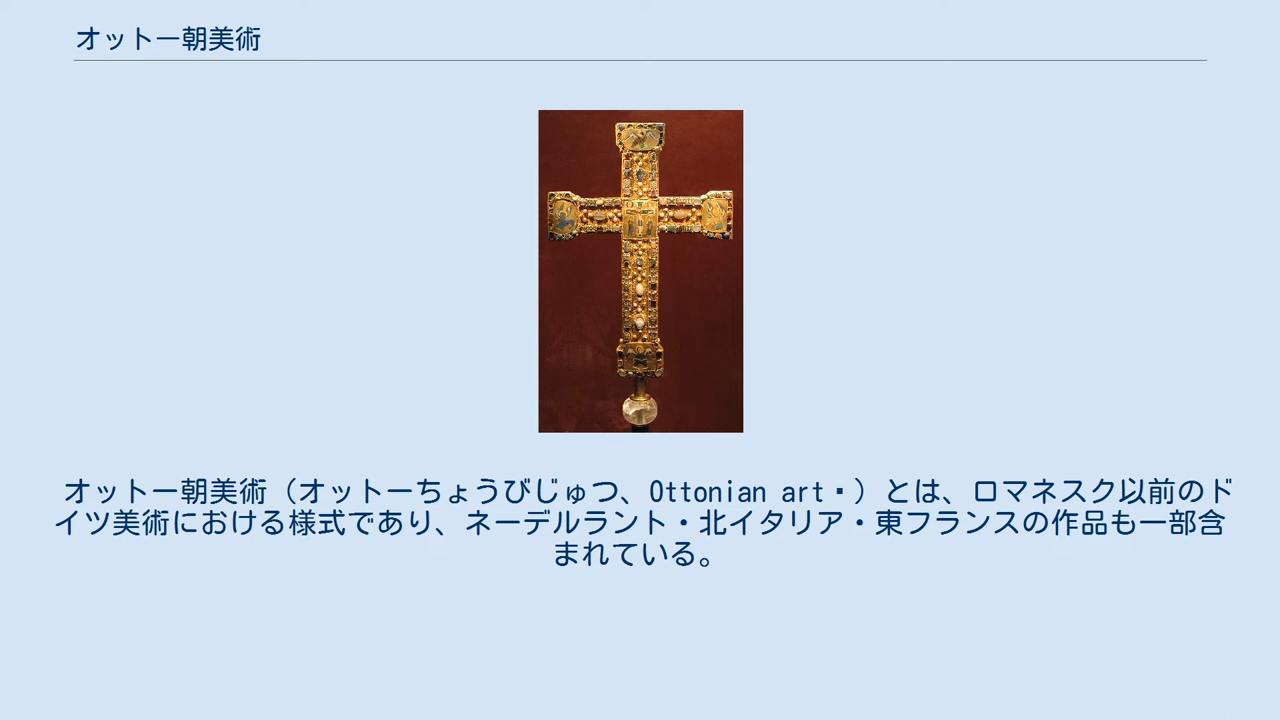 オットー朝美術
オットー朝美術（オットーちょうびじゅつ、Ottonian art▪）とは、ロマネスク以前のド
イツ美術における様式であり、ネーデルラント・北イタリア・東フランスの作品も一部含
まれている。